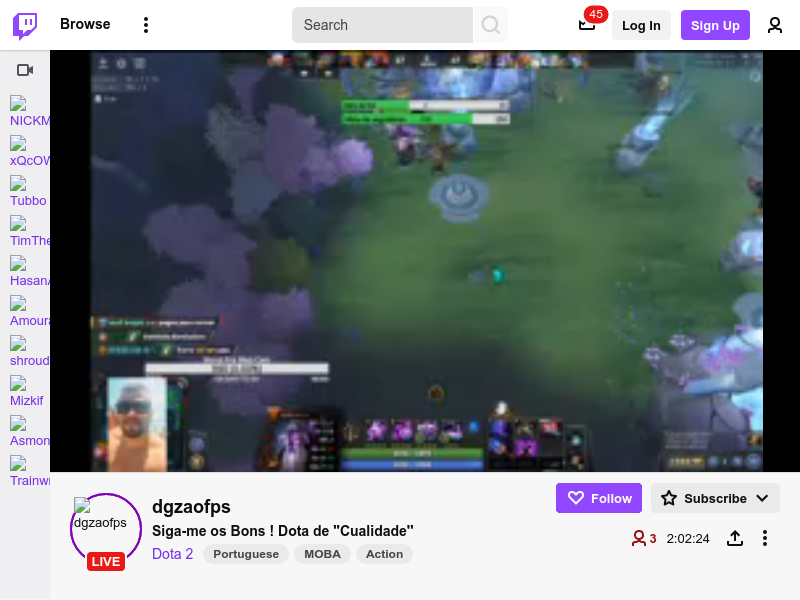 Browse
Search
45
Log In
Sign Up
NICKM
xQcOW
Tubbo
TimThe
HasanA
Amoura
shroud
Mizkif
Asmon
Trainw
dgzaofps
LIVE
dgzaofps
Siga-me os Bons ! Dota de "Cualidade"
Dota 2
Portuguese
MOBA
Action
Follow
Subscribe
3
2:02:24